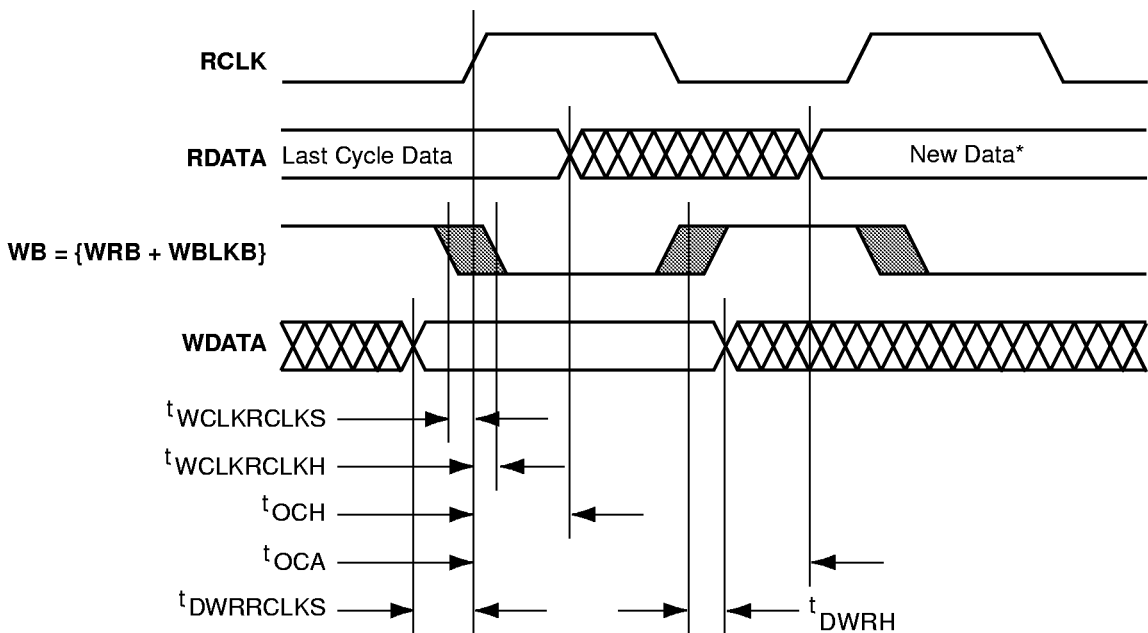 RCLK
RDATA
Last Cycle Data
New Data*
WB = {WRB + WBLKB}
WDATA
tWCLKRCLKS
tWCLKRCLKH
tOCH
tOCA
tDWRRCLKS
tDWRH